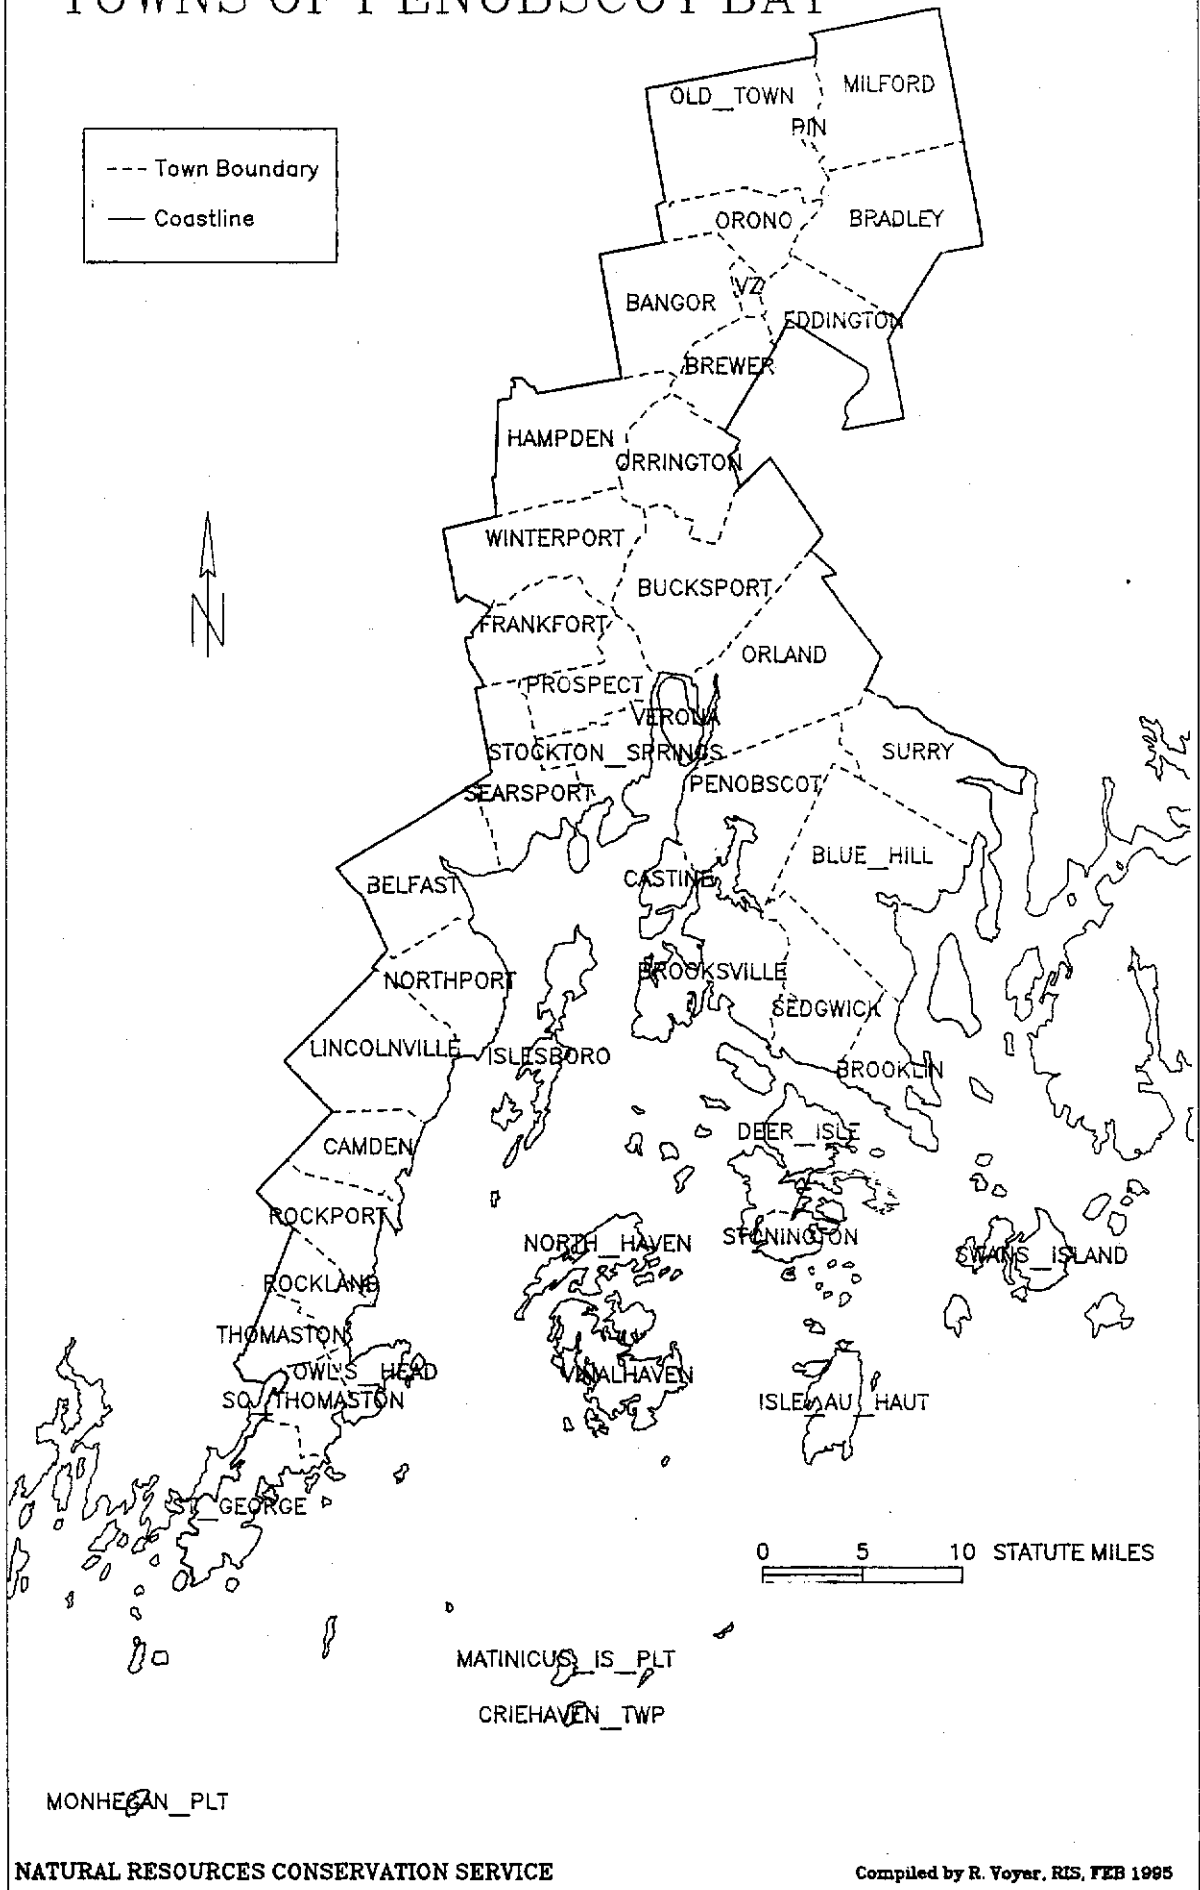 TOWNS OF PENOBSCOT BAY
MILFORD
OLD_TOWN
PIN
Town Boundary
Coastline
ORONO
BRADLEY
VZ
BANGOR
EDDINGTON
BREWER
HAMPDEN
ORRINGTON
WINTERPORT
BUCKSPORT
N
FRANKFORT
ORLAND
PROSPECT
VERONA
STOCKTON_SPRINGS
SURRY
PENOBSCOT
SEARSPORT
BLUE_HILL
BELFAST
CASTINE
BROOKSVILLE
NORTHPORT
SEDGWICK
LINCOLNVILLE
ISLESBORO
BROOKLIN
DEER_ISLE
CAMDEN
ROCKPORT
STONINGTON
NORTH_HAVEN
SWANS_ISLAND
ROCKLAND
THOMASTON
OWLS_HEAD
VINALHAVEN
SO_THOMASTON
ISLE_AU_HAUT
ST_GEORGE
0 5 10 STATUTE MILES
MATINICUS_IS_PLT
CRIEHAVEN_TWP
MONHEGAN_PLT
NATURAL RESOURCES CONSERVATION SERVICE
Compiled by R. Voyer, RIS, FEB 1995